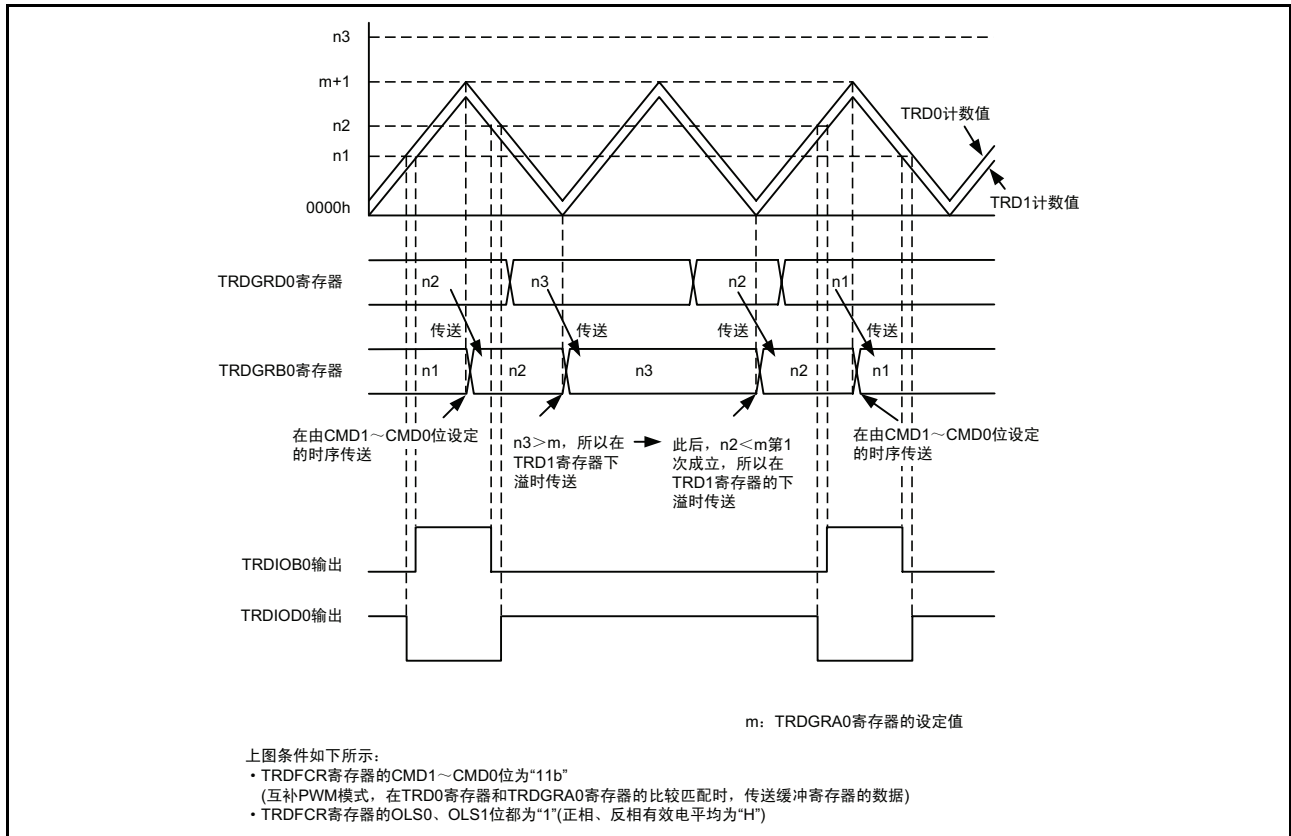 n3
m+1
n2
n1
0000h
TRD0计数值
TRD1计数值
TRDGRD0寄存器
n2
n3
n2
n1
传送
传送
传送
传送
TRDGRB0寄存器
n1
n2
n3
n2
n1
在由CMD1～CMD0位设定
的时序传送
n3＞m，所以在
TRD1寄存器下
溢时传送
此后，n2＜m第1
次成立，所以在
TRD1寄存器的下
溢时传送
在由CMD1～CMD0位设定
的时序传送
TRDIOB0输出
TRDIOD0输出
m：TRDGRA0寄存器的设定值
上图条件如下所示：
・TRDFCR寄存器的CMD1～CMD0位为“11b”
(互补PWM模式，在TRD0寄存器和TRDGRA0寄存器的比较匹配时，传送缓冲寄存器的数据)
・TRDFCR寄存器的OLS0、OLS1位都为“1”(正相、反相有效电平均为“H”)